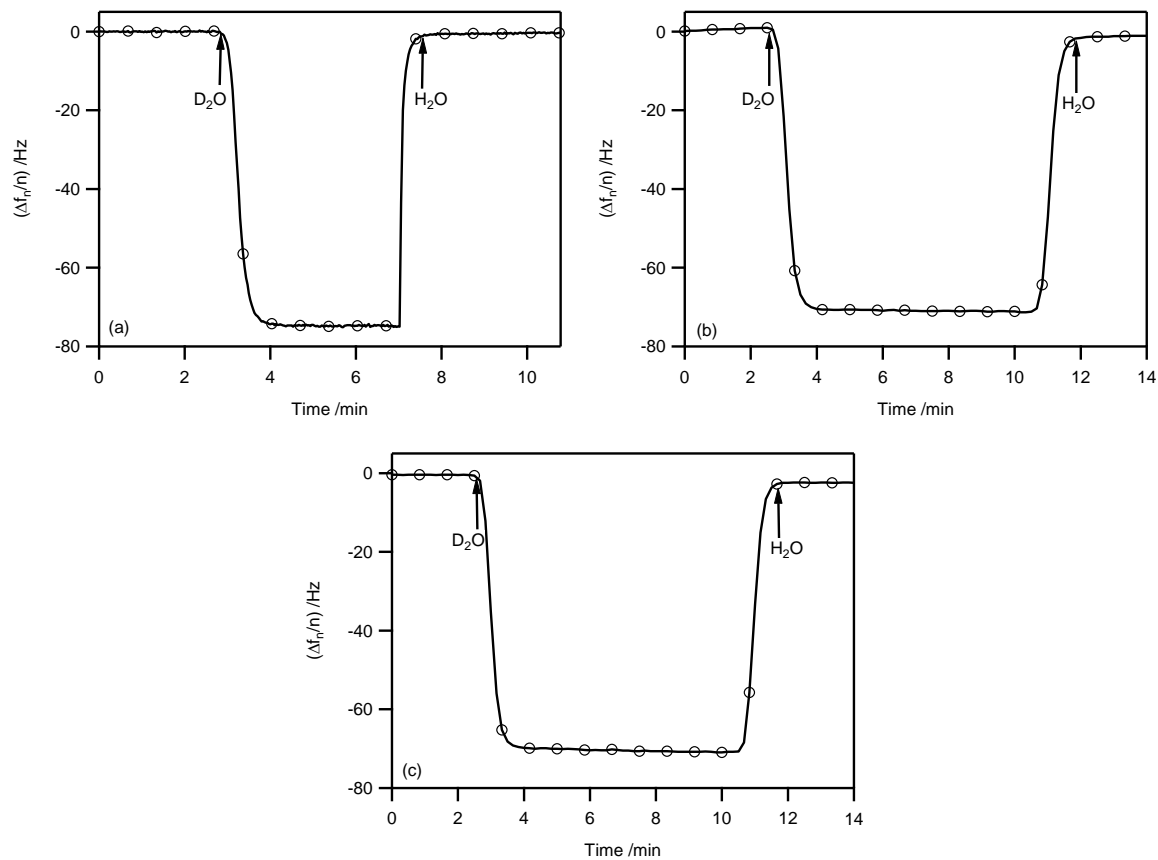 0
-20
-40
-60
-80
(Δfₙ/n) /Hz
D₂O
H₂O
(a)
0 2 4 6 8 10
Time /min
0
-20
-40
-60
-80
(Δfₙ/n) /Hz
D₂O
H₂O
(b)
0 2 4 6 8 10 12 14
Time /min
0
-20
-40
-60
-80
(Δfₙ/n) /Hz
D₂O
H₂O
(c)
0 2 4 6 8 10 12 14
Time /min